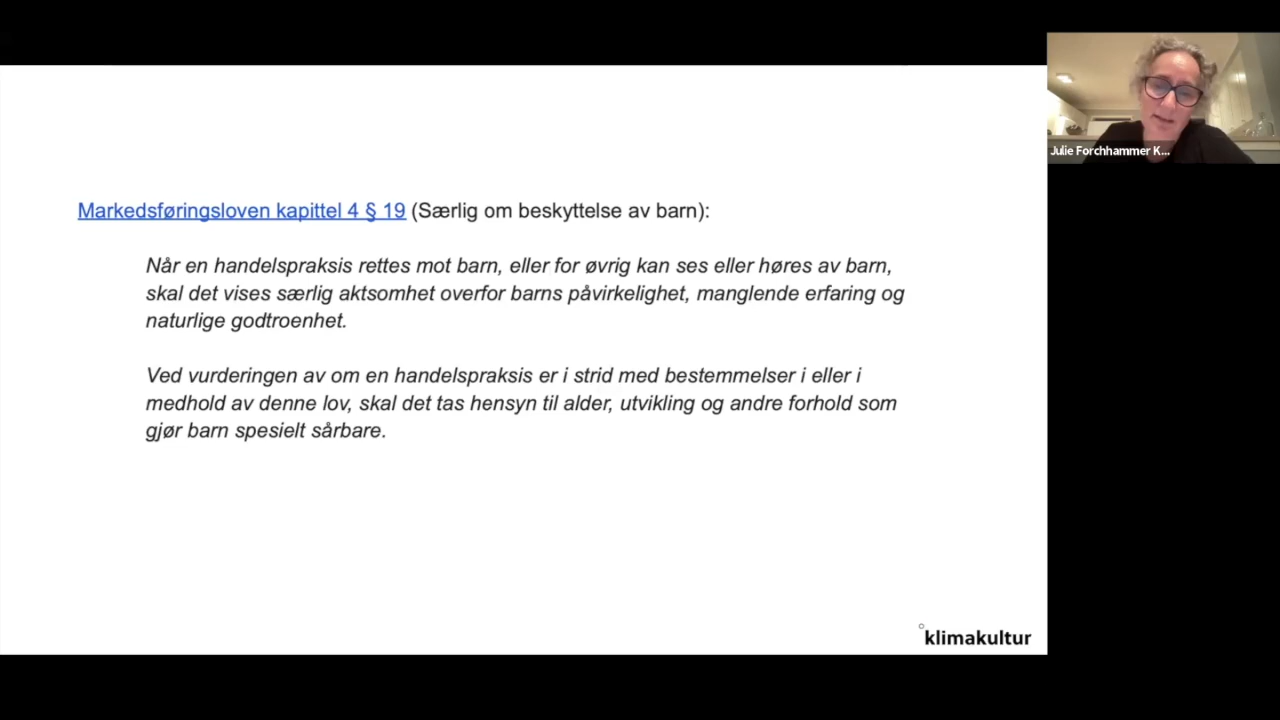 Markedsføringsloven kapittel 4 § 19 (Særlig om beskyttelse av barn):
Når en handelspraksis rettes mot barn, eller for øvrig kan ses eller høres av barn,
skal det vises særlig aktsomhet overfor barns påvirkelighet, manglende erfaring og
naturlige godtroenhet.
Ved vurderingen av om en handelspraksis er i strid med bestemmelser i eller i
medhold av denne lov, skal det tas hensyn til alder, utvikling og andre forhold som
gjør barn spesielt sårbare.
°klimakultur
Julie Forchhammer K...